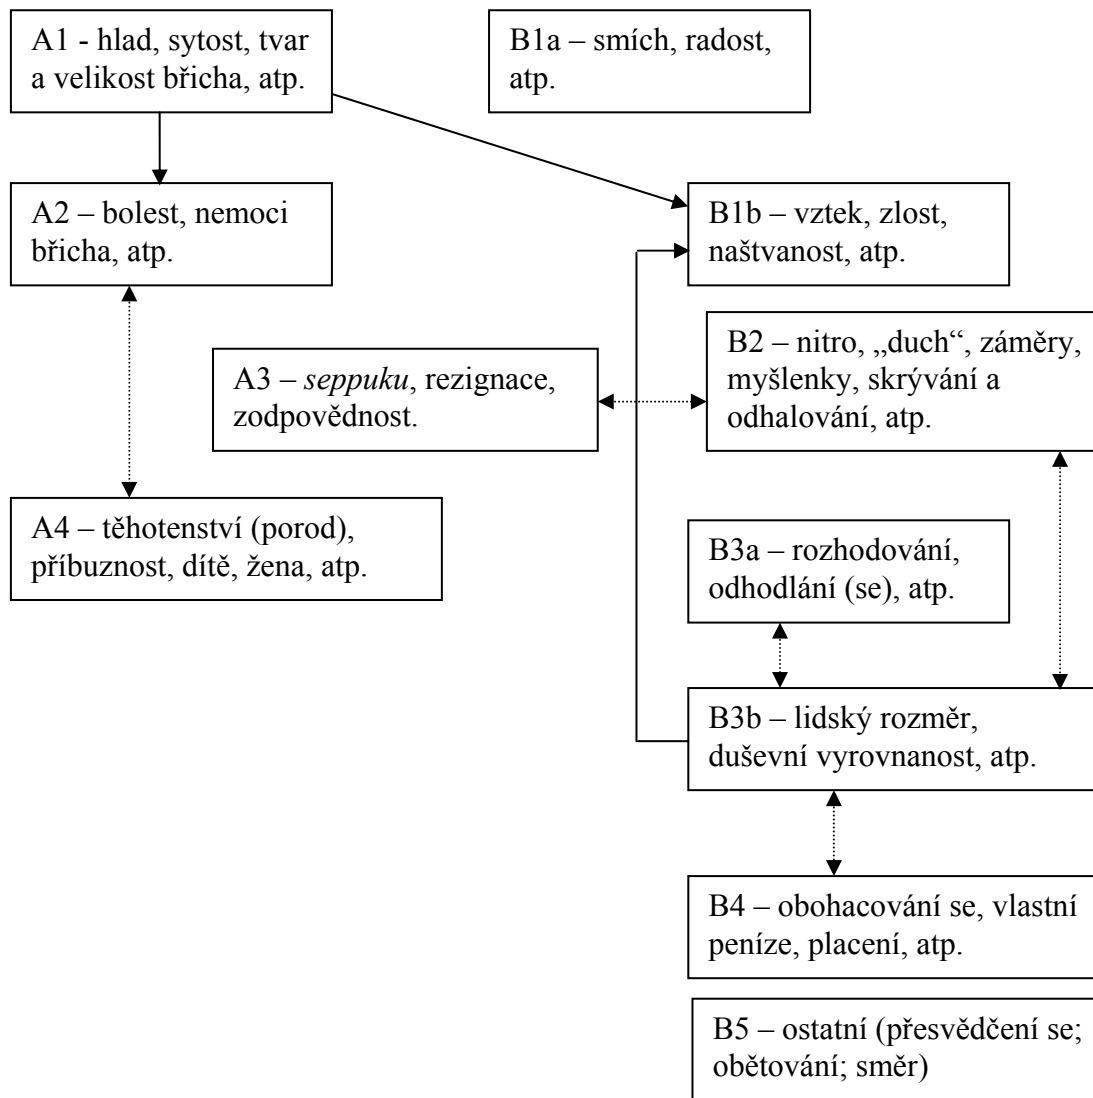 A1 - hlad, sytost, tvar
a velikost břicha, atp.
B1a – smích, radost,
atp.
A2 – bolest, nemoci
břicha, atp.
B1b – vztek, zlost,
naštvanost, atp.
B2 – nitro, „duch“, záměry,
myšlenky, skrývání a
odhalování, atp.
A3 – seppuku, rezignace,
zodpovědnost.
A4 – těhotenství (porod),
příbuznost, dítě, žena, atp.
B3a – rozhodování,
odhodlání (se), atp.
B3b – lidský rozměr,
duševní vyrovnanost, atp.
B4 – obohacování se, vlastní
peníze, placení, atp.
B5 – ostatní (přesvědčení se;
obětování; směr)